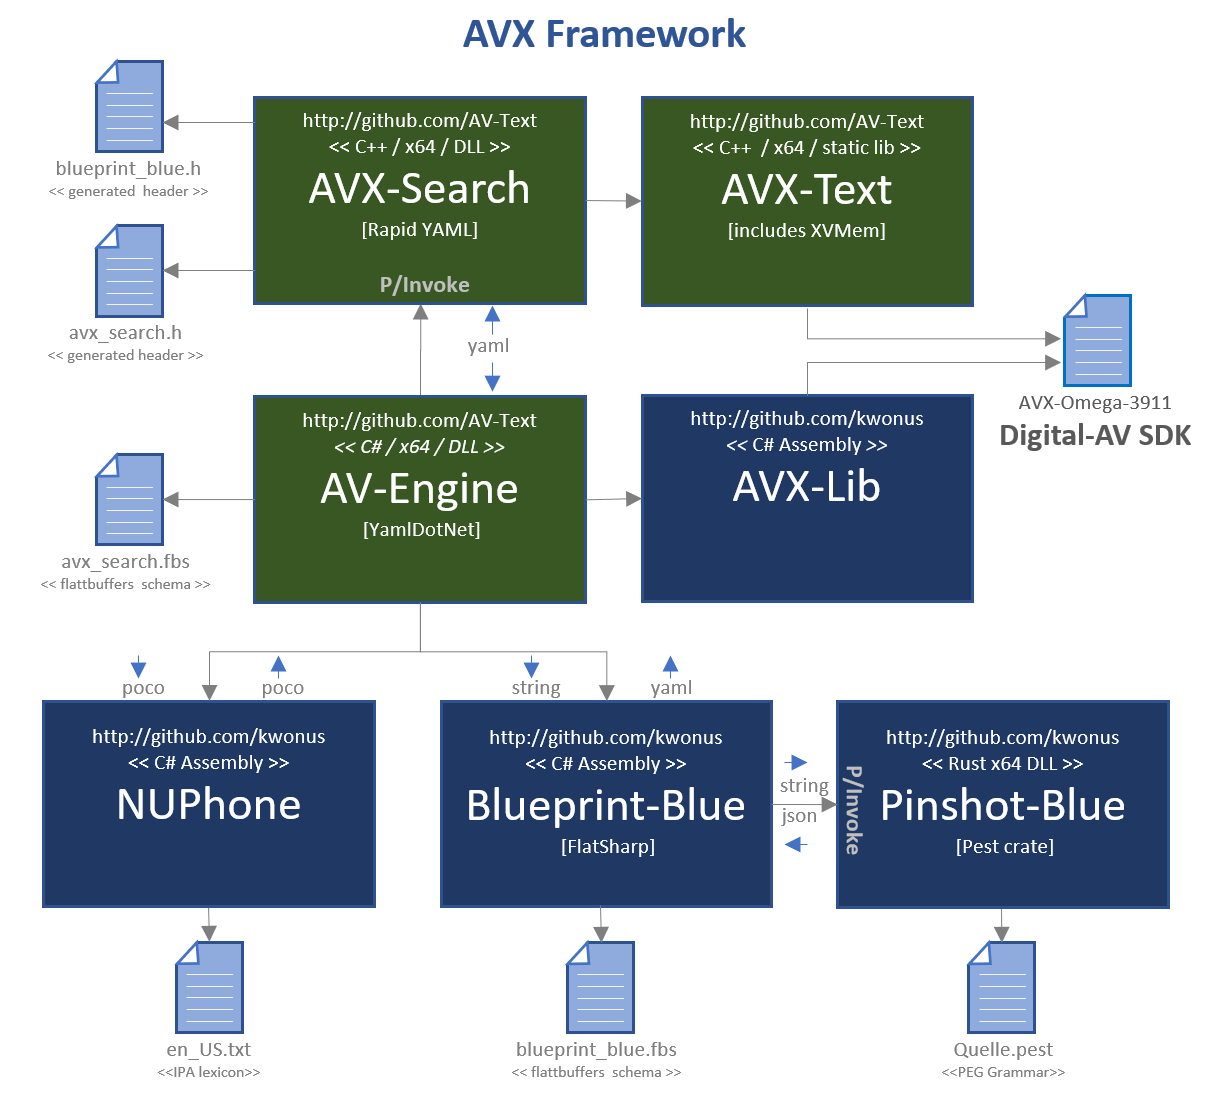 AVX Framework
blueprint_blue.h
<< generated  header >>
avx_search.h
<< generated header >>
http://github.com/AV-Text
<< C++ / x64 / DLL >>
AVX-Search
[Rapid YAML]
P/Invoke
http://github.com/AV-Text
<< C++  / x64 / static lib >>
AVX-Text
[includes XVMem]
yaml
AVX-Omega-3911
Digital-AV SDK
http://github.com/AV-Text
<< C# / x64 / DLL >>
AV-Engine
[YamlDotNet]
http://github.com/kwonus
<< C# Assembly >>
AVX-Lib
avx_search.fbs
<< flattbuffers  schema >>
poco
poco
string
yaml
http://github.com/kwonus
<< C# Assembly >>
NUPhone
http://github.com/kwonus
<< C# Assembly >>
Blueprint-Blue
[FlatSharp]
string
json
P/Invoke
http://github.com/kwonus
<< Rust x64 DLL >>
Pinshot-Blue
[Pest crate]
en_US.txt
<<IPA lexicon>>
blueprint_blue.fbs
<< flattbuffers  schema >>
Quelle.pest
<<PEG Grammar>>